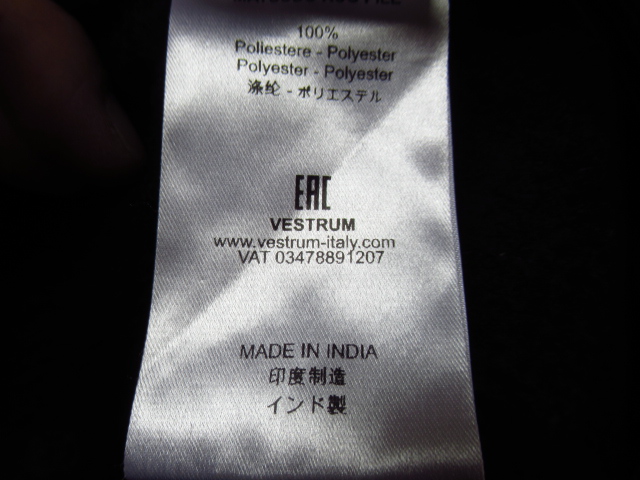 100%
Poliestere - Polyester
Polyester - Polyester
涤纶 - ポリエステル
EAC
VESTRUM
www.vestrum-italy.com
VAT 03478891207
MADE IN INDIA
印度制造
インド製